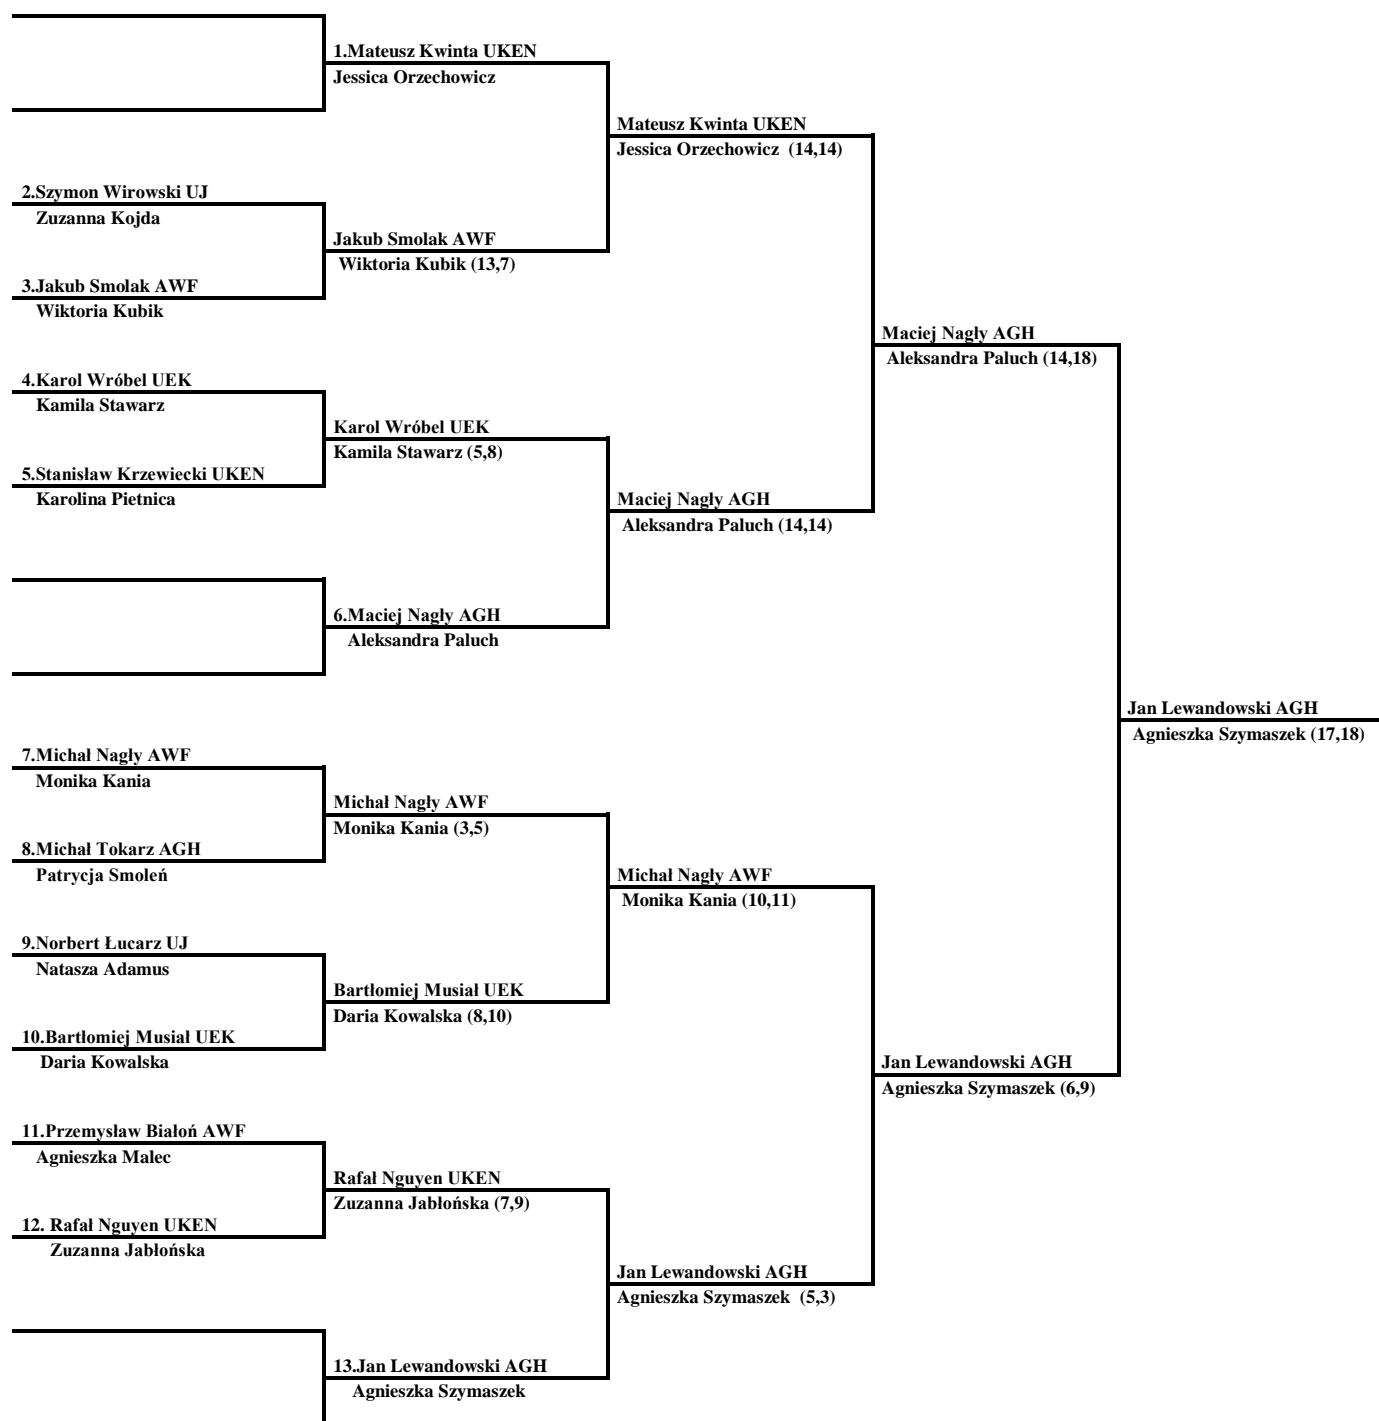 1.Mateusz Kwinta UKEN
Jessica Orzechowicz
Mateusz Kwinta UKEN
Jessica Orzechowicz (14,14)
2.Szymon Wirowski UJ
Zuzanna Kojda
Jakub Smolak AWF
Wiktoria Kubik (13,7)
3.Jakub Smolak AWF
Wiktoria Kubik
Maciej Nagły AGH
Aleksandra Paluch (14,18)
4.Karol Wróbel UEK
Kamila Stawarz
Karol Wróbel UEK
Kamila Stawarz (5,8)
5.Stanisław Krzewiecki UKEN
Karolina Pietnica
Maciej Nagły AGH
Aleksandra Paluch (14,14)
6.Maciej Nagły AGH
Aleksandra Paluch
Jan Lewandowski AGH
Agnieszka Szymaszek (17,18)
7.Michał Nagły AWF
Monika Kania
Michał Nagły AWF
Monika Kania (3,5)
8.Michał Tokarz AGH
Patrycja Smoleń
Michał Nagły AWF
Monika Kania (10,11)
9.Norbert Łucarz UJ
Natasza Adamus
Bartłomiej Musiał UEK
Daria Kowalska (8,10)
10.Bartłomiej Musiał UEK
Daria Kowalska
Jan Lewandowski AGH
Agnieszka Szymaszek (6,9)
11.Przemysław Białoń AWF
Agnieszka Malec
Rafał Nguyen UKEN
Zuzanna Jabłońska (7,9)
12. Rafał Nguyen UKEN
Zuzanna Jabłońska
Jan Lewandowski AGH
Agnieszka Szymaszek (5,3)
13.Jan Lewandowski AGH
Agnieszka Szymaszek